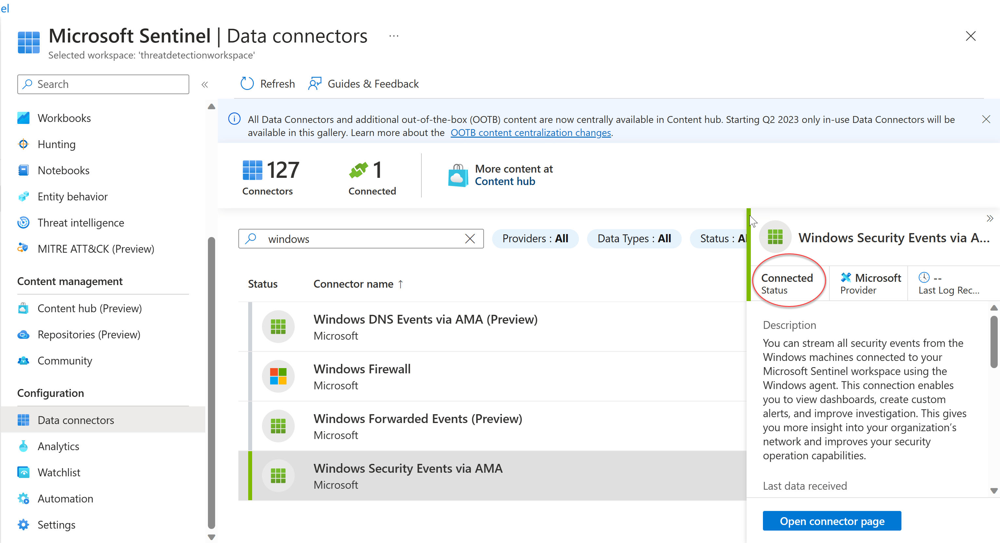 el
Microsoft Sentinel | Data connectors ...
Selected workspace: 'threatdetectionworkspace'
Search
«
Workbooks
Hunting
Notebooks
Entity behavior
Threat intelligence
MITRE ATT&CK (Preview)
Content management
Content hub (Preview)
Repositories (Preview)
Community
Configuration
Data connectors
Analytics
Watchlist
Automation
Settings
Refresh
Guides & Feedback
All Data Connectors and additional out-of-the-box (OOTB) content are now centrally available in Content hub. Starting Q2 2023 only in-use Data Connectors will be
available in this gallery. Learn more about the OOTB content centralization changes.
127
Connectors
1
Connected
More content at
Content hub
windows
Providers : All
Data Types : All
Status :
Status
Connector name ↑
Windows DNS Events via AMA (Preview)
Microsoft
Windows Firewall
Microsoft
Windows Forwarded Events (Preview)
Microsoft
Windows Security Events via AMA
Microsoft
»
Windows Security Events via A...
Connected
Status
Microsoft
Provider
--
Last Log Rec...
Description
You can stream all security events from the
Windows machines connected to your
Microsoft Sentinel workspace using the
Windows agent. This connection enables
you to view dashboards, create custom
alerts, and improve investigation. This gives
you more insight into your organization’s
network and improves your security
operation capabilities.
Last data received
Open connector page